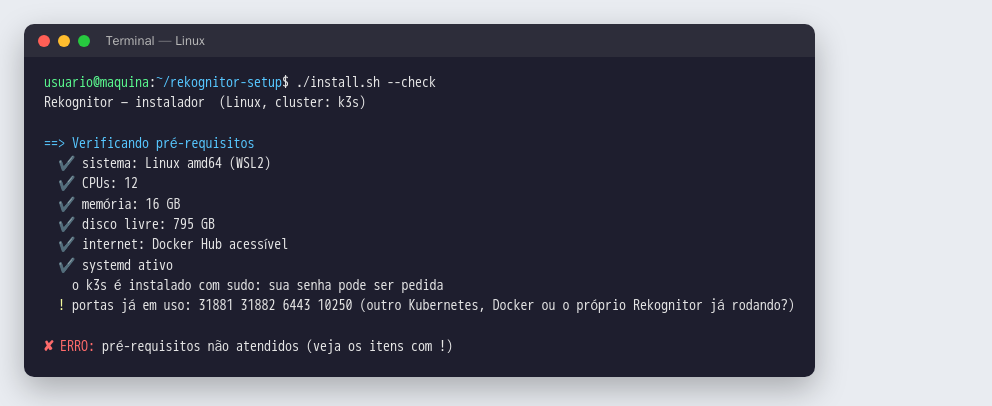 Terminal — Linux
usuario@maquina:~/rekognitor-setup$ ./install.sh --check
Rekognitor — instalador  (Linux, cluster: k3s)
==> Verificando pré-requisitos
✔ sistema: Linux amd64 (WSL2)
✔ CPUs: 12
✔ memória: 16 GB
✔ disco livre: 795 GB
✔ internet: Docker Hub acessível
✔ systemd ativo
o k3s é instalado com sudo: sua senha pode ser pedida
! portas já em uso: 31881 31882 6443 10250 (outro Kubernetes, Docker ou o próprio Rekognitor já rodando?)
✘ ERRO: pré-requisitos não atendidos (veja os itens com !)